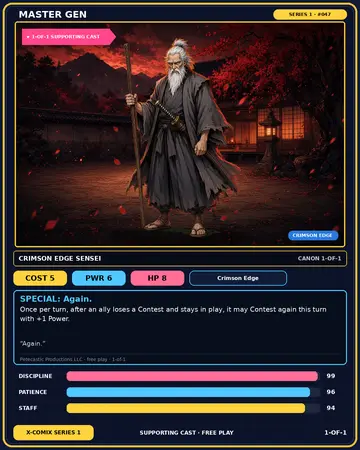 MASTER GEN
SERIES 1 · #047
★ 1-OF-1 SUPPORTING CAST
CRIMSON EDGE
CRIMSON EDGE SENSEI
CANON 1-OF-1
COST 5
PWR 6
HP 8
Crimson Edge
SPECIAL: Again.
Once per turn, after an ally loses a Contest and stays in play, it may Contest again this turn
with +1 Power.
"Again."
Perecastic Productions LLC · free play · 1-of-1
DISCIPLINE
99
PATIENCE
96
STAFF
94
X-COMIX SERIES 1
SUPPORTING CAST · FREE PLAY
1-OF-1